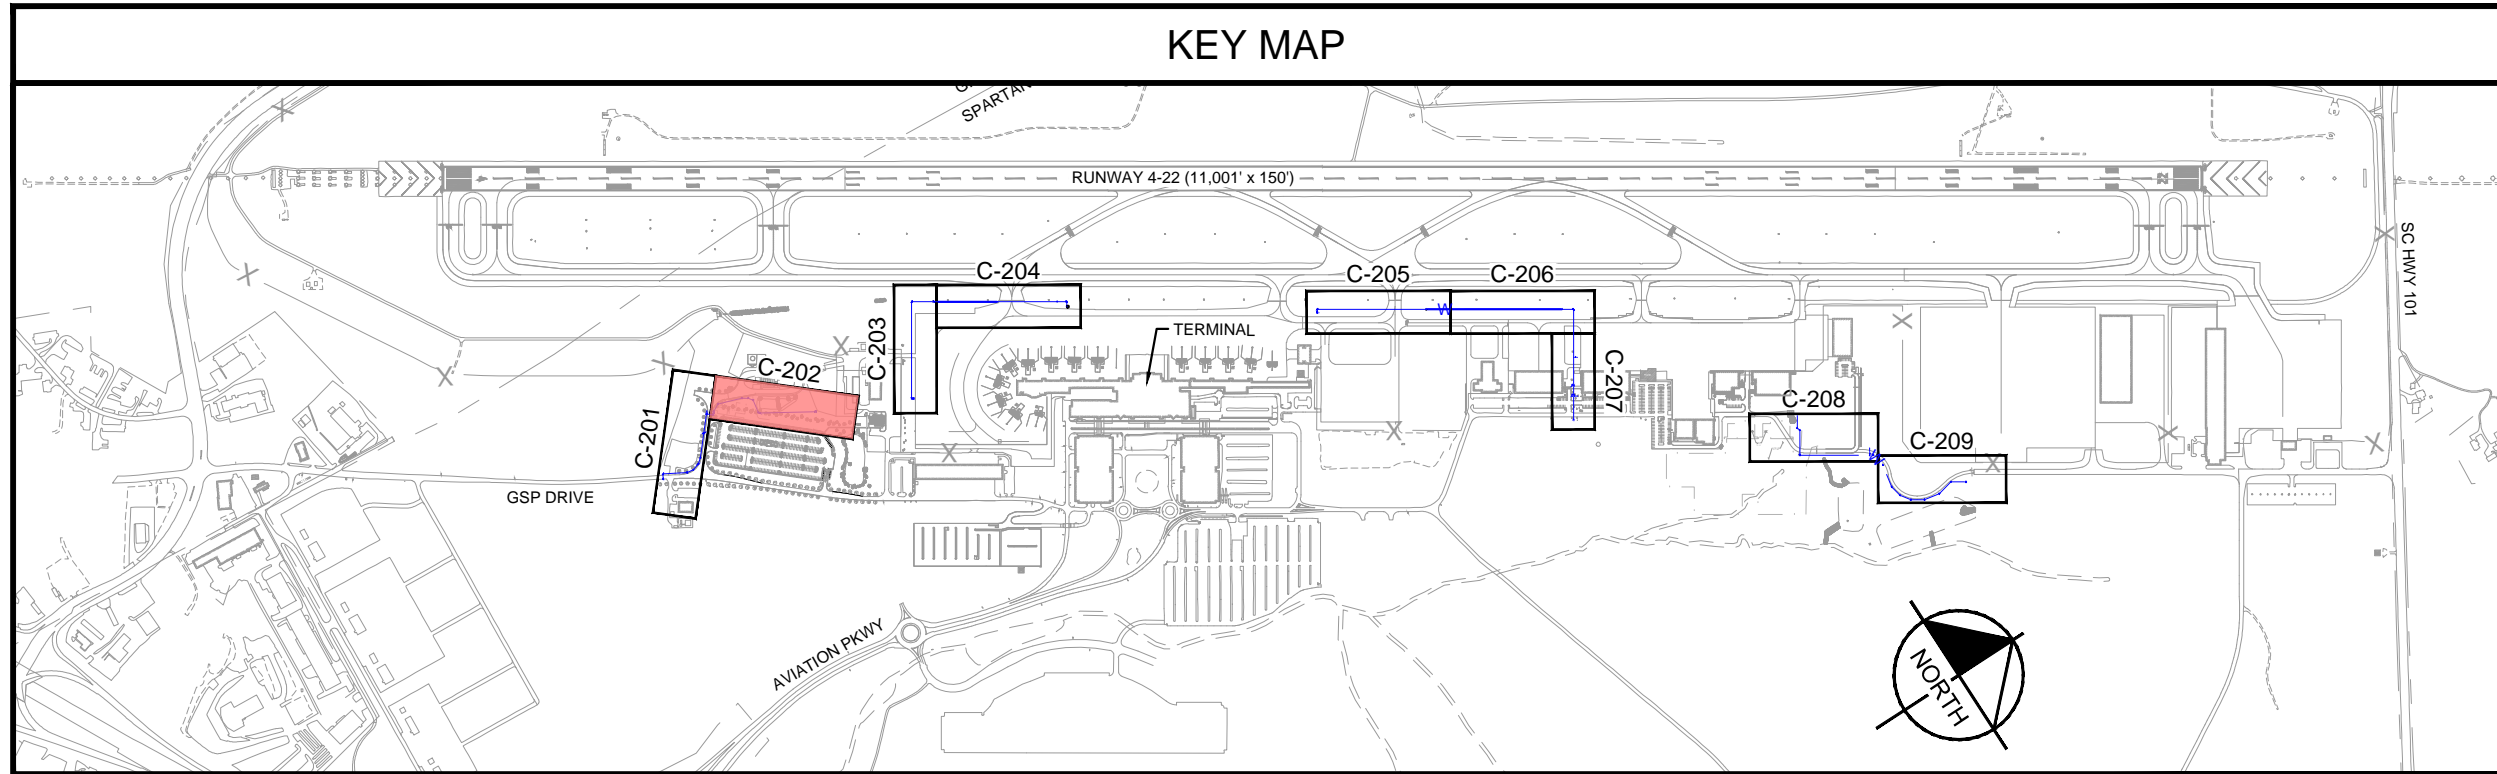 KEY MAP
SPARTAN
RUNWAY 4-22 (11,001' x 150')
SC HWY 101
C-204
C-205
C-206
C-203
TERMINAL
C-202
C-207
C-201
C-208
C-209
GSP DRIVE
W
AVIATION PKWY
NORTH